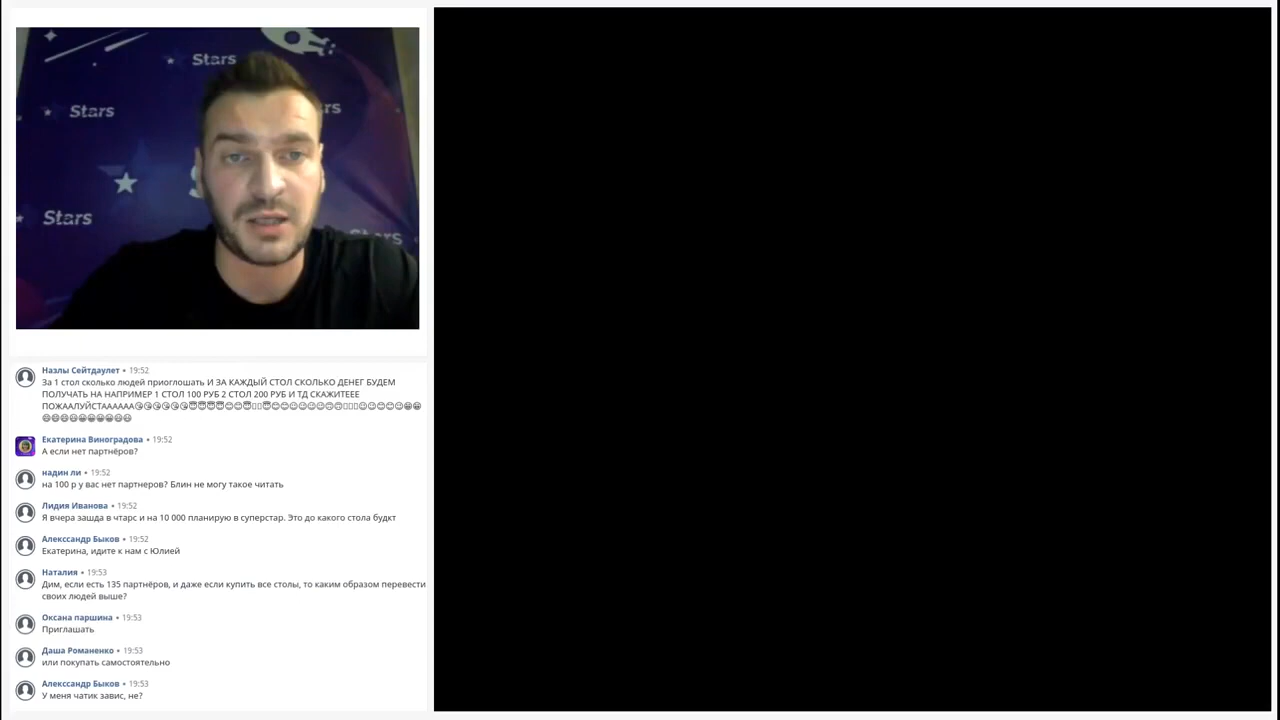 Stars
rs
Stars
Stars
Stars
Назлы Сейтдаулет • 19:52
За 1 стол сколько людей приоглошать И ЗА КАЖДЫЙ СТОЛ СКОЛЬКО ДЕНЕГ БУДЕМ
ПОЛУЧАТЬ НА НАПРИМЕР 1 СТОЛ 100 РУБ 2 СТОЛ 200 РУБ И ТД СКАЖИТЕЕЕ
ПОЖААЛУЙСТАААААА
Екатерина Виноградова • 19:52
А если нет партнёров?
надин ли • 19:52
на 100 р у вас нет партнеров? Блин не могу такое читать
Лидия Иванова • 19:52
Я вчера зашда в чтарс и на 10 000 планирую в суперстар. Это до какого стола будкт
Алекссандр Быков • 19:52
Екатерина, идите к нам с Юлией
Наталия • 19:53
Дим, если есть 135 партнёров, и даже если купить все столы, то каким образом перевести
своих людей выше?
Оксана паршина • 19:53
Приглашать
Даша Романенко • 19:53
или покупать самостоятельно
Алекссандр Быков • 19:53
У меня чатик завис, не?